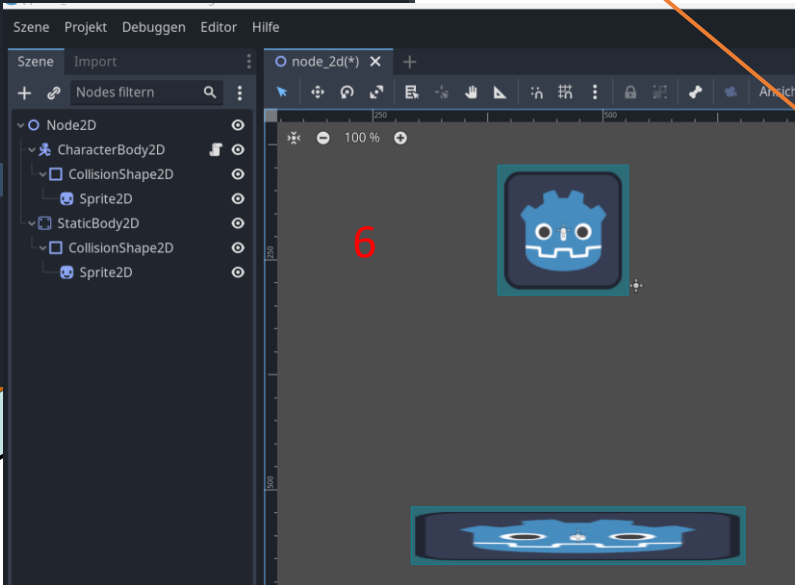 Szene Projekt Debuggen Editor Hilfe
Szene Import
node_2d(*)
Nodes filtern
250
500
100 %
Node2D
CharacterBody2D
CollisionShape2D
Sprite2D
StaticBody2D
CollisionShape2D
Sprite2D
6
250
500